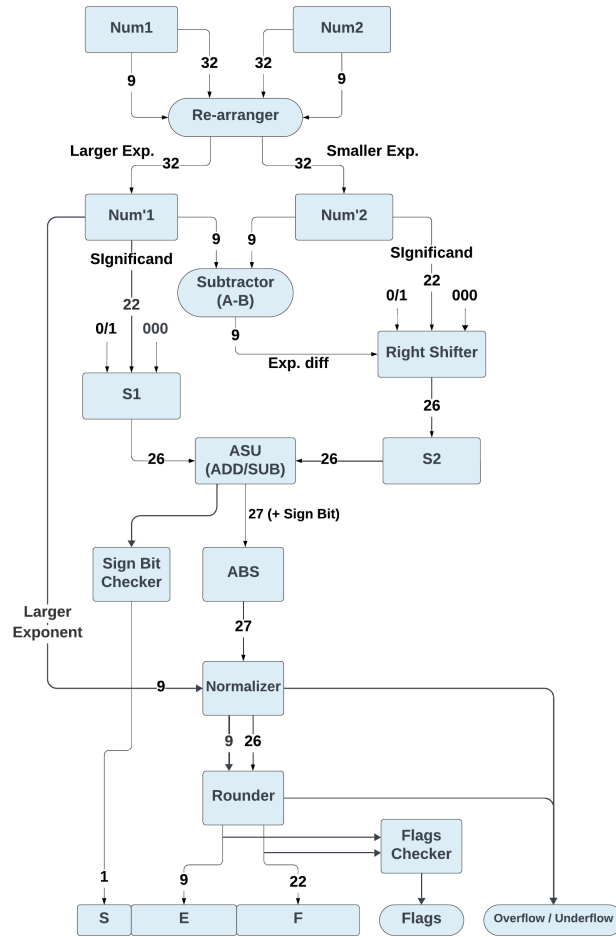 Num1
Num2
32
32
9
9
Re-arranger
Larger Exp.
Smaller Exp.
32
32
Num'1
Num'2
9
9
SIgnificand
SIgnificand
Subtractor
(A-B)
22
22
0/1
000
0/1
000
9
Exp. diff
Right Shifter
S1
26
26
ASU
(ADD/SUB)
26
S2
27 (+ Sign Bit)
Sign Bit
Checker
ABS
Larger
Exponent
27
9
Normalizer
9
26
Rounder
Flags
Checker
1
9
22
S
E
F
Flags
Overflow / Underflow